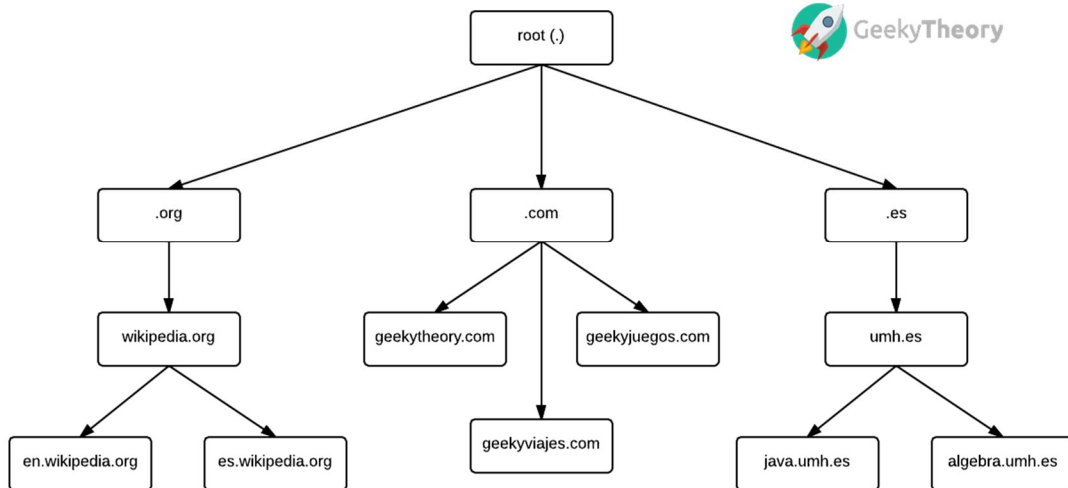 root (.)
GeekyTheory
.org
.com
.es
wikipedia.org
geekytheory.com
geekyjuegos.com
umh.es
geekyviajes.com
en.wikipedia.org
es.wikipedia.org
java.umh.es
algebra.umh.es